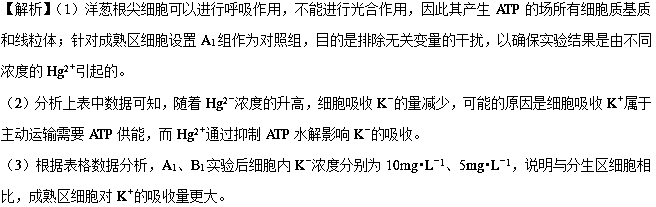 【解析】（1）洋葱根尖细胞可以进行呼吸作用，不能进行光合作用，因此其产生 ATP 的场所有细胞质基质
和线粒体；针对成熟区细胞设置 A₁组作为对照组，目的是排除无关变量的干扰，以确保实验结果是由不同
浓度的 Hg²⁺引起的。
（2）分析上表中数据可知，随着 Hg²⁻浓度的升高，细胞吸收 K⁻的量减少，可能的原因是细胞吸收 K⁺属于
主动运输需要 ATP 供能，而 Hg²⁺通过抑制 ATP 水解影响 K⁻的吸收。
（3）根据表格数据分析，A₁、B₁实验后细胞内 K⁻浓度分别为 10mg•L⁻¹、5mg•L⁻¹，说明与分生区细胞相
比，成熟区细胞对 K⁺的吸收量更大。